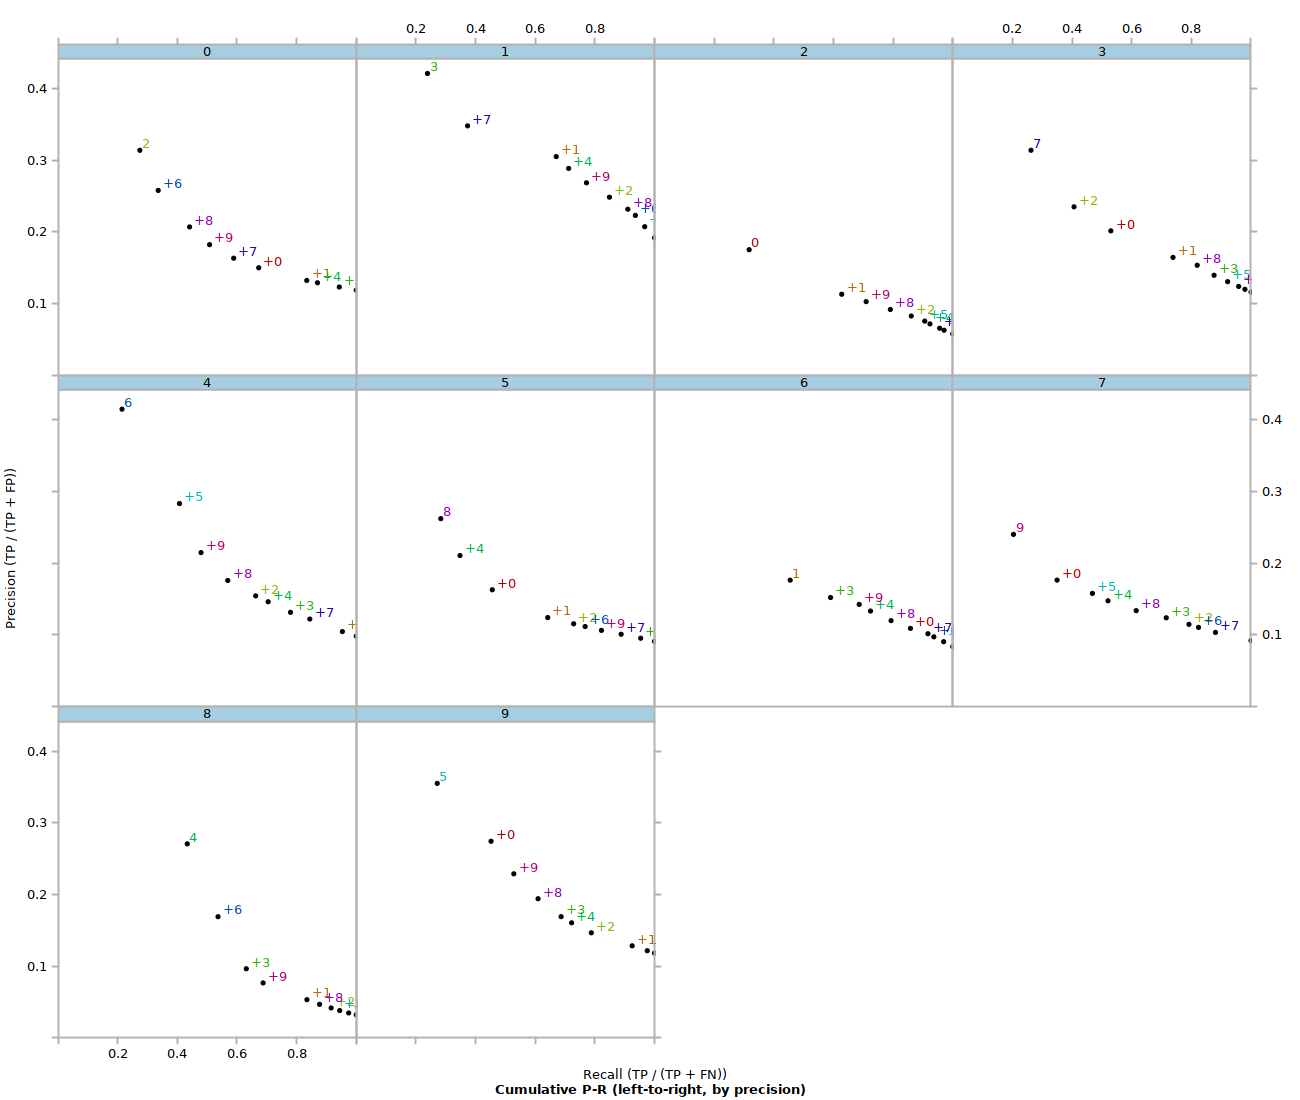 0.2 0.4 0.6 0.8 0.2 0.4 0.6 0.8
0 1 2 3
0.4
0.3
0.2
0.1
2 +6 +8 +9 +7 +0 +1 +4
3 +7 +1 +4 +9 +2 +8
0 +1 +9 +8 +2 +5
7 +2 +0 +1 +8 +3 +5
4 5 6 7
6 +5 +9 +8 +2 +4 +3 +7
8 +4 +0 +1 +2 +6 +9 +7
1 +3 +9 +4 +8 +0 +7
9 +0 +5 +4 +8 +3 +2 +6 +7
0.4
0.3
0.2
0.1
8 9
0.4
0.3
0.2
0.1
4 +6 +3 +9 +1 +8 +2
5 +0 +9 +8 +3 +4 +2 +1
0.2 0.4 0.6 0.8
Precision (TP / (TP + FP))
Recall (TP / (TP + FN))
Cumulative P-R (left-to-right, by precision)